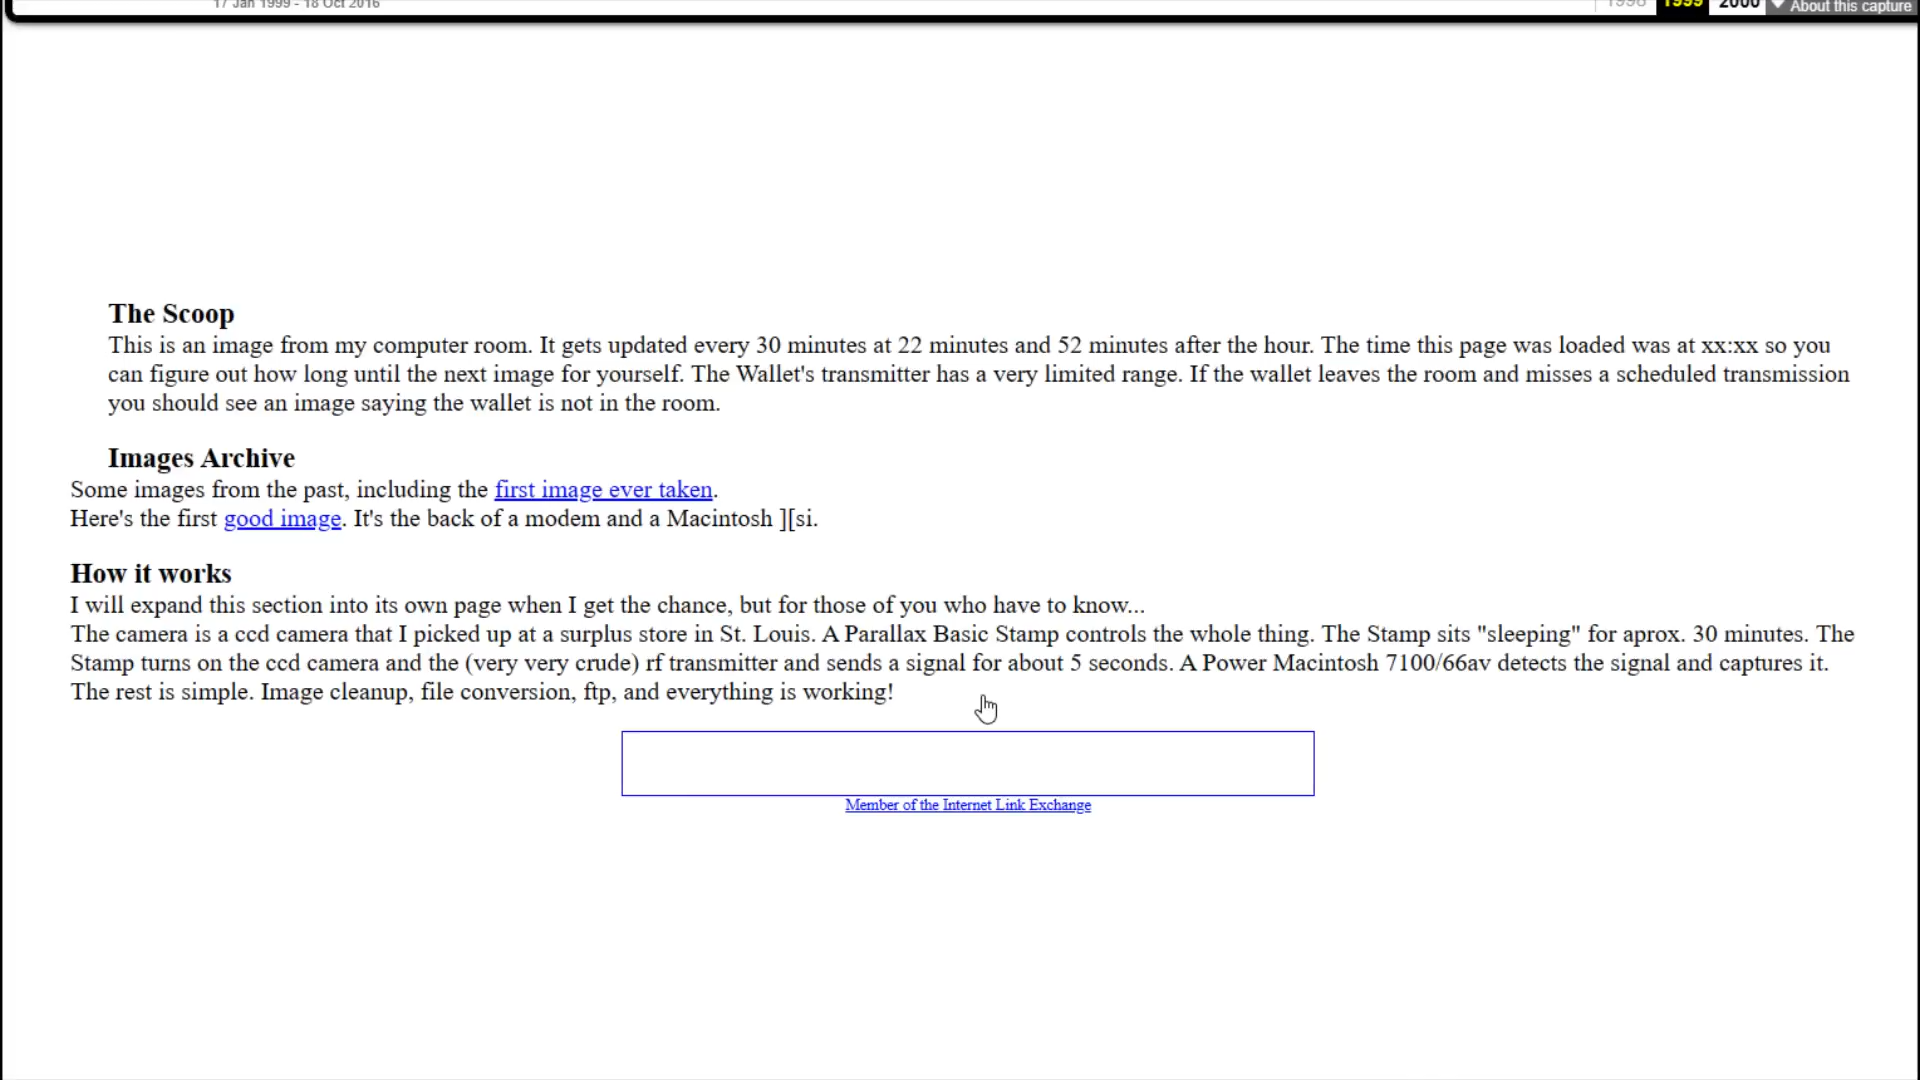 17 Jan 1999 - 18 Oct 2016
1998 1999 2000 About this capture
The Scoop
This is an image from my computer room. It gets updated every 30 minutes at 22 minutes and 52 minutes after the hour. The time this page was loaded was at xx:xx so you
can figure out how long until the next image for yourself. The Wallet's transmitter has a very limited range. If the wallet leaves the room and misses a scheduled transmission
you should see an image saying the wallet is not in the room.
Images Archive
Some images from the past, including the first image ever taken.
Here's the first good image. It's the back of a modem and a Macintosh ][si.
How it works
I will expand this section into its own page when I get the chance, but for those of you who have to know...
The camera is a ccd camera that I picked up at a surplus store in St. Louis. A Parallax Basic Stamp controls the whole thing. The Stamp sits "sleeping" for aprox. 30 minutes. The
Stamp turns on the ccd camera and the (very very crude) rf transmitter and sends a signal for about 5 seconds. A Power Macintosh 7100/66av detects the signal and captures it.
The rest is simple. Image cleanup, file conversion, ftp, and everything is working!
Member of the Internet Link Exchange